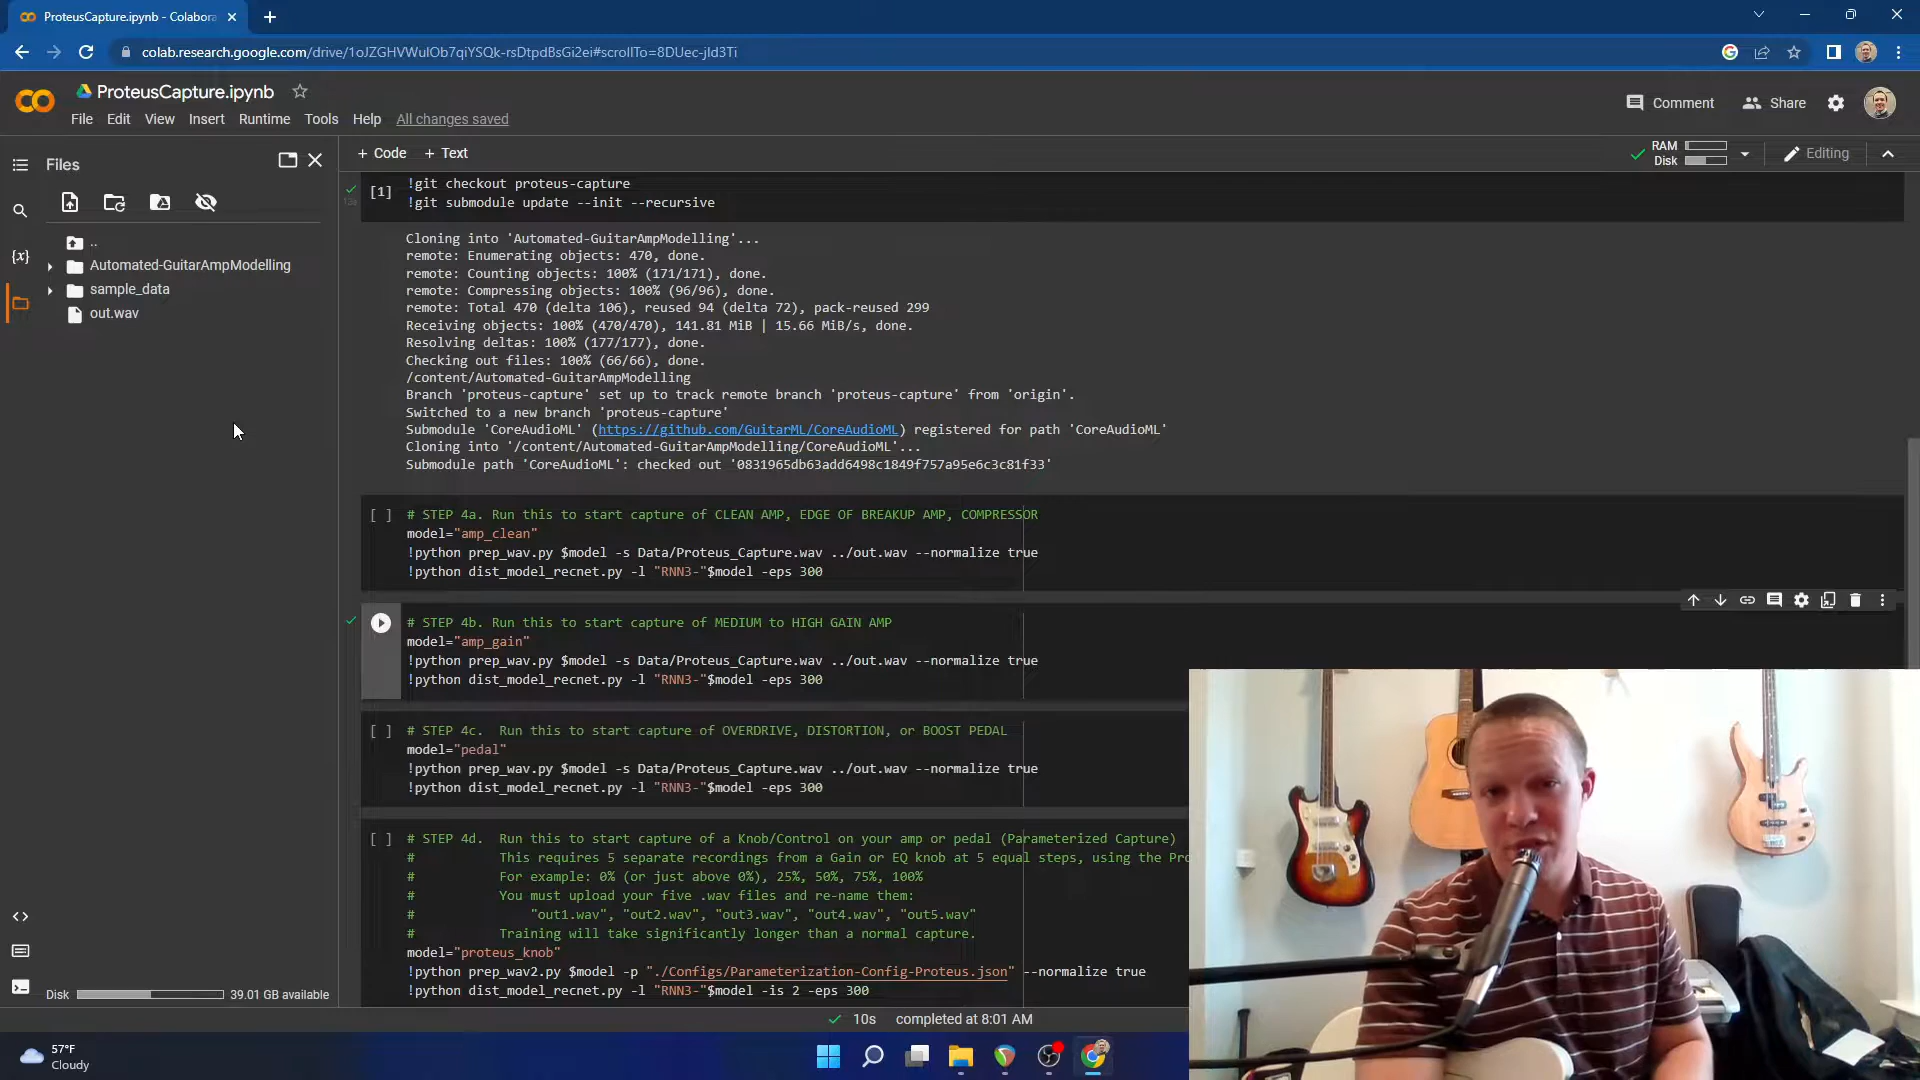 ProteusCapture.ipynb - Colabora
colab.research.google.com/drive/1oJZGHVWulOb7qiYSQk-rsDtpdBsGi2ei#scrollTo=8DUec-jId3Ti
ProteusCapture.ipynb
Comment
Share
File Edit View Insert Runtime Tools Help All changes saved
Files
+ Code + Text
RAM
Disk
Editing
..
Automated-GuitarAmpModelling
sample_data
out.wav
{x}
[1]
!git checkout proteus-capture
!git submodule update --init --recursive
Cloning into 'Automated-GuitarAmpModelling'...
remote: Enumerating objects: 470, done.
remote: Counting objects: 100% (171/171), done.
remote: Compressing objects: 100% (96/96), done.
remote: Total 470 (delta 106), reused 94 (delta 72), pack-reused 299
Receiving objects: 100% (470/470), 141.81 MiB | 15.66 MiB/s, done.
Resolving deltas: 100% (177/177), done.
Checking out files: 100% (66/66), done.
/content/Automated-GuitarAmpModelling
Branch 'proteus-capture' set up to track remote branch 'proteus-capture' from 'origin'.
Switched to a new branch 'proteus-capture'
Submodule 'CoreAudioML' (https://github.com/GuitarML/CoreAudioML) registered for path 'CoreAudioML'
Cloning into '/content/Automated-GuitarAmpModelling/CoreAudioML'...
Submodule path 'CoreAudioML': checked out '0831965db63add6498c1849f757a95e6c3c81f33'
[ ] # STEP 4a. Run this to start capture of CLEAN AMP, EDGE OF BREAKUP AMP, COMPRESSOR
model="amp_clean"
!python prep_wav.py $model -s Data/Proteus_Capture.wav ../out.wav --normalize true
!python dist_model_recnet.py -l "RNN3-"$model -eps 300
# STEP 4b. Run this to start capture of MEDIUM to HIGH GAIN AMP
model="amp_gain"
!python prep_wav.py $model -s Data/Proteus_Capture.wav ../out.wav --normalize true
!python dist_model_recnet.py -l "RNN3-"$model -eps 300
[ ] # STEP 4c.  Run this to start capture of OVERDRIVE, DISTORTION, or BOOST PEDAL
model="pedal"
!python prep_wav.py $model -s Data/Proteus_Capture.wav ../out.wav --normalize true
!python dist_model_recnet.py -l "RNN3-"$model -eps 300
[ ] # STEP 4d.  Run this to start capture of a Knob/Control on your amp or pedal (Parameterized Capture)
# This requires 5 separate recordings from a Gain or EQ knob at 5 equal steps, using the Pro
# For example: 0% (or just above 0%), 25%, 50%, 75%, 100%
# You must upload your five .wav files and re-name them:
# "out1.wav", "out2.wav", "out3.wav", "out4.wav", "out5.wav"
# Training will take significantly longer than a normal capture.
model="proteus_knob"
!python prep_wav2.py $model -p "./Configs/Parameterization-Config-Proteus.json" --normalize true
!python dist_model_recnet.py -l "RNN3-"$model -is 2 -eps 300
Disk 39.01 GB available
10s completed at 8:01 AM
57°F
Cloudy